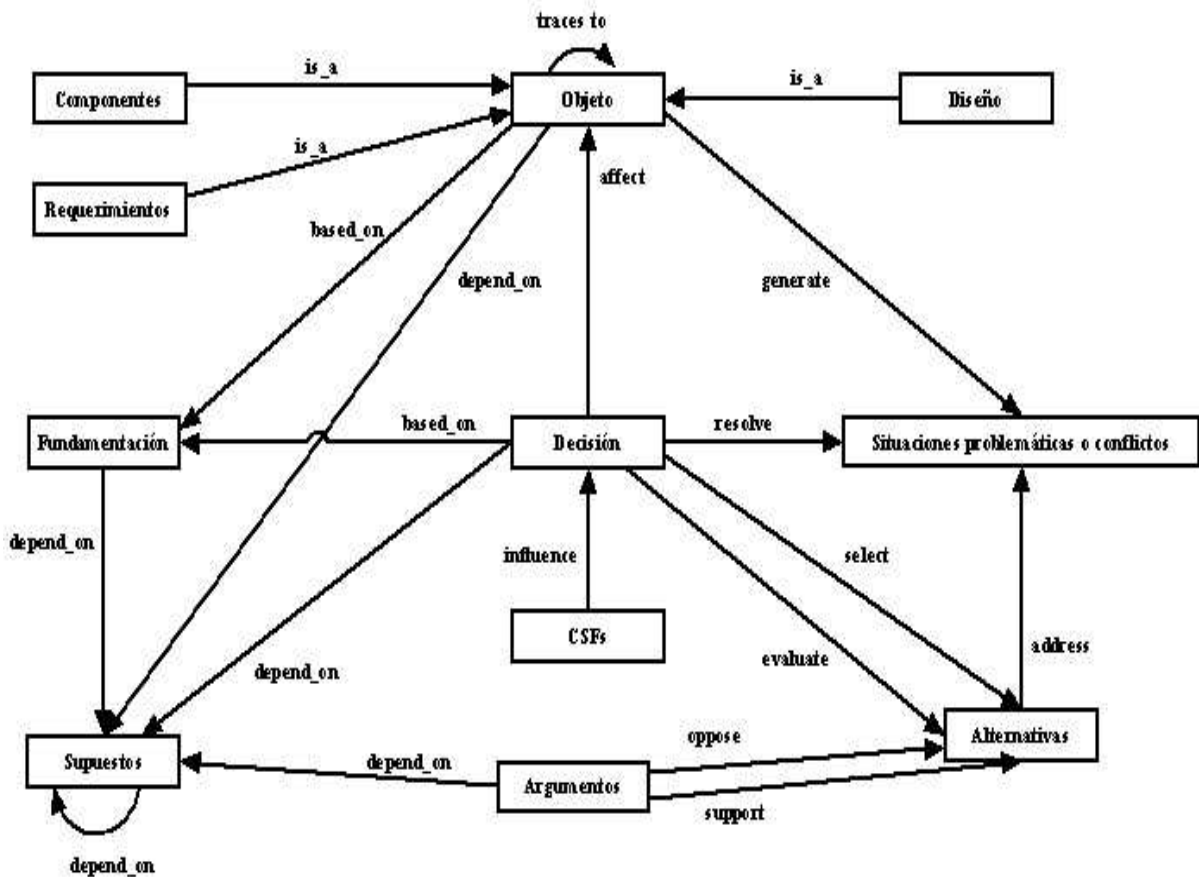 traces to
is_a
is_a
Componentes
Objeto
Diseño
is_a
affect
Requerimientos
based_on
depend_on
generate
based_on
resolve
Fundamentación
Decisión
Situaciones problemáticas o conflictos
depend_on
influence
select
CSFs
evaluate
address
depend_on
oppose
Alternativas
Supuestos
depend_on
Argumentos
support
depend_on